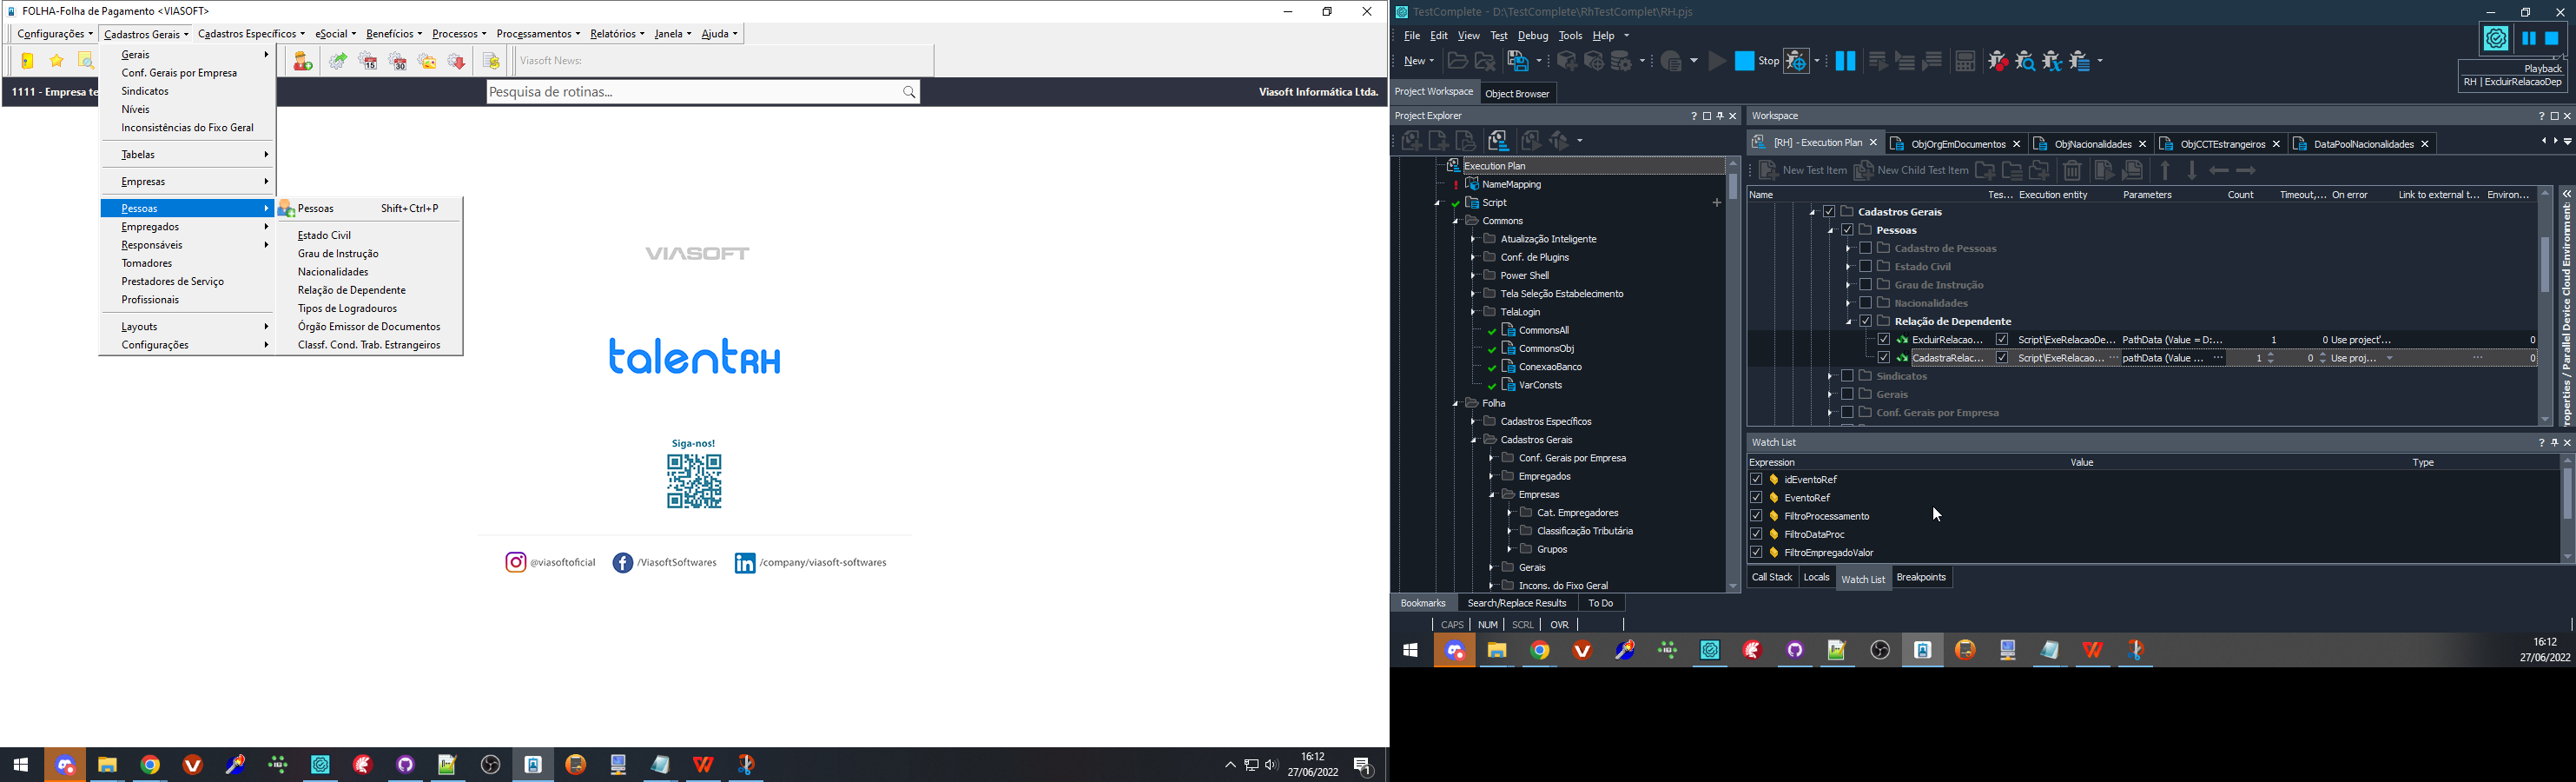 FOLHA-Folha de Pagamento <VIASOFT>
Configurações Cadastros Gerais Cadastros Específicos eSocial Benefícios Processos Processamentos Relatórios Janela Ajuda
Viasoft News:
1111 - Empresa te
Pesquisa de rotinas...
Viasoft Informática Ltda.
Gerais
Conf. Gerais por Empresa
Sindicatos
Níveis
Inconsistências do Fixo Geral
Tabelas
Empresas
Pessoas
Empregados
Responsáveis
Tomadores
Prestadores de Serviço
Profissionais
Layouts
Configurações
Pessoas Shift+Ctrl+P
Estado Civil
Grau de Instrução
Nacionalidades
Relação de Dependente
Tipos de Logradouros
Órgão Emissor de Documentos
Classf. Cond. Trab. Estrangeiros
VIASOFT
talentRH
Siga-nos!
@viasoftoficial /ViasoftSoftwares /company/viasoft-softwares
16:12
27/06/2022
1
TestComplete - D:\TestComplete\RhTestComplet\RH.pjs
File Edit View Test Debug Tools Help
New Stop
Playback
RH | ExcluirRelacaoDep
Project Workspace Object Browser
Project Explorer
Execution Plan
NameMapping
Script
Commons
Atualização Inteligente
Conf. de Plugins
Power Shell
Tela Seleção Estabelecimento
TelaLogin
CommonsAll
CommonsObj
ConexaoBanco
VarConsts
Folha
Cadastros Específicos
Cadastros Gerais
Conf. Gerais por Empresa
Empregados
Empresas
Cat. Empregadores
Classificação Tributária
Grupos
Gerais
Incons. do Fixo Geral
Workspace
[RH] - Execution Plan ObjOrgEmDocumentos ObjNacionalidades ObjCCTEstrangeiros DataPoolNacionalidades
New Test Item New Child Test Item
Name Tes... Execution entity Parameters Count Timeout,... On error Link to external t... Environ...
Cadastros Gerais
Pessoas
Cadastro de Pessoas
Estado Civil
Grau de Instrução
Nacionalidades
Relação de Dependente
ExcluirRelacao... Script\ExeRelacaoDe... PathData (Value = D:... 1 0 Use project'... 0
CadastraRelac... Script\ExeRelacao... pathData (Value ... 1 0 Use proj... 0
Sindicatos
Gerais
Conf. Gerais por Empresa
roperties / Parallel Device Cloud Environment:
Watch List
Expression Value Type
idEventoRef
EventoRef
FiltroProcessamento
FiltroDataProc
FiltroEmpregadoValor
Call Stack Locals Watch List Breakpoints
Bookmarks Search/Replace Results To Do
CAPS NUM SCRL OVR
16:12
27/06/2022